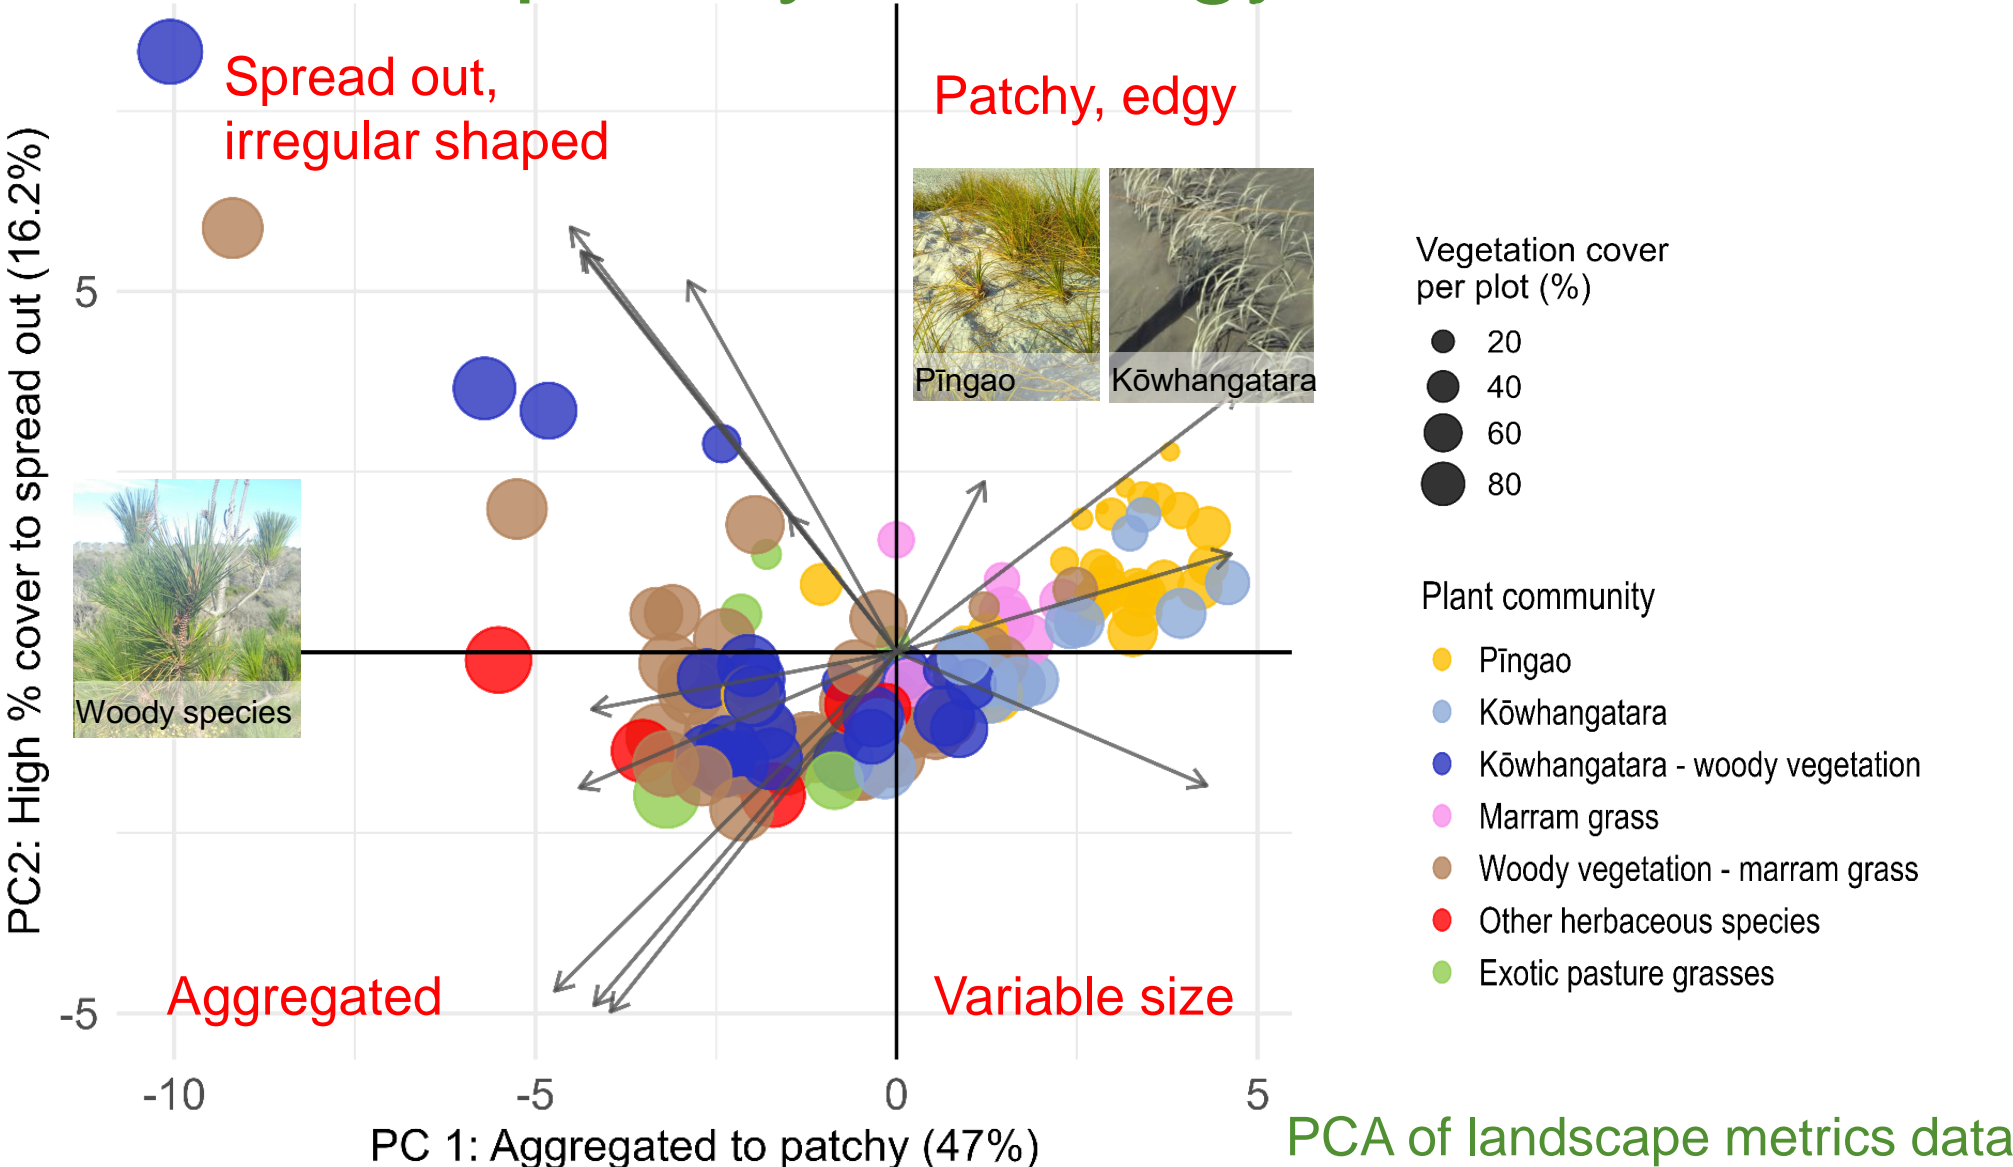 Spread out,
irregular shaped
Patchy, edgy
Pīngao
Kōwhangatara
Woody species
Aggregated
Variable size
PC2: High % cover to spread out (16.2%)
5
-5
-10
-5
0
5
PC 1: Aggregated to patchy (47%)
Vegetation cover
per plot (%)
20
40
60
80
Plant community
Pīngao
Kōwhangatara
Kōwhangatara - woody vegetation
Marram grass
Woody vegetation - marram grass
Other herbaceous species
Exotic pasture grasses
PCA of landscape metrics data